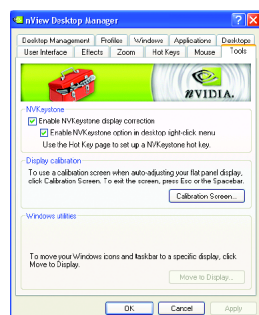 nView Desktop Manager
Desktop Management Profiles Windows Applications Desktops
User Interface Effects Zoom Hot Keys Mouse Tools
NVIDIA.
NVKeystone
Enable NVKeystone display correction
Enable NVKeystone option in desktop right-click menu
Use the Hot Key page to set up a NVKeystone hot key.
Display calibration
To use a calibration screen when auto-adjusting your flat panel display,
click Calibration Screen. To exit the screen, press Esc or the Spacebar.
Calibration Screen...
Windows utilities
To move your Windows icons and taskbar to a specific display, click
Move to Display.
Move to Display...
OK Cancel Apply